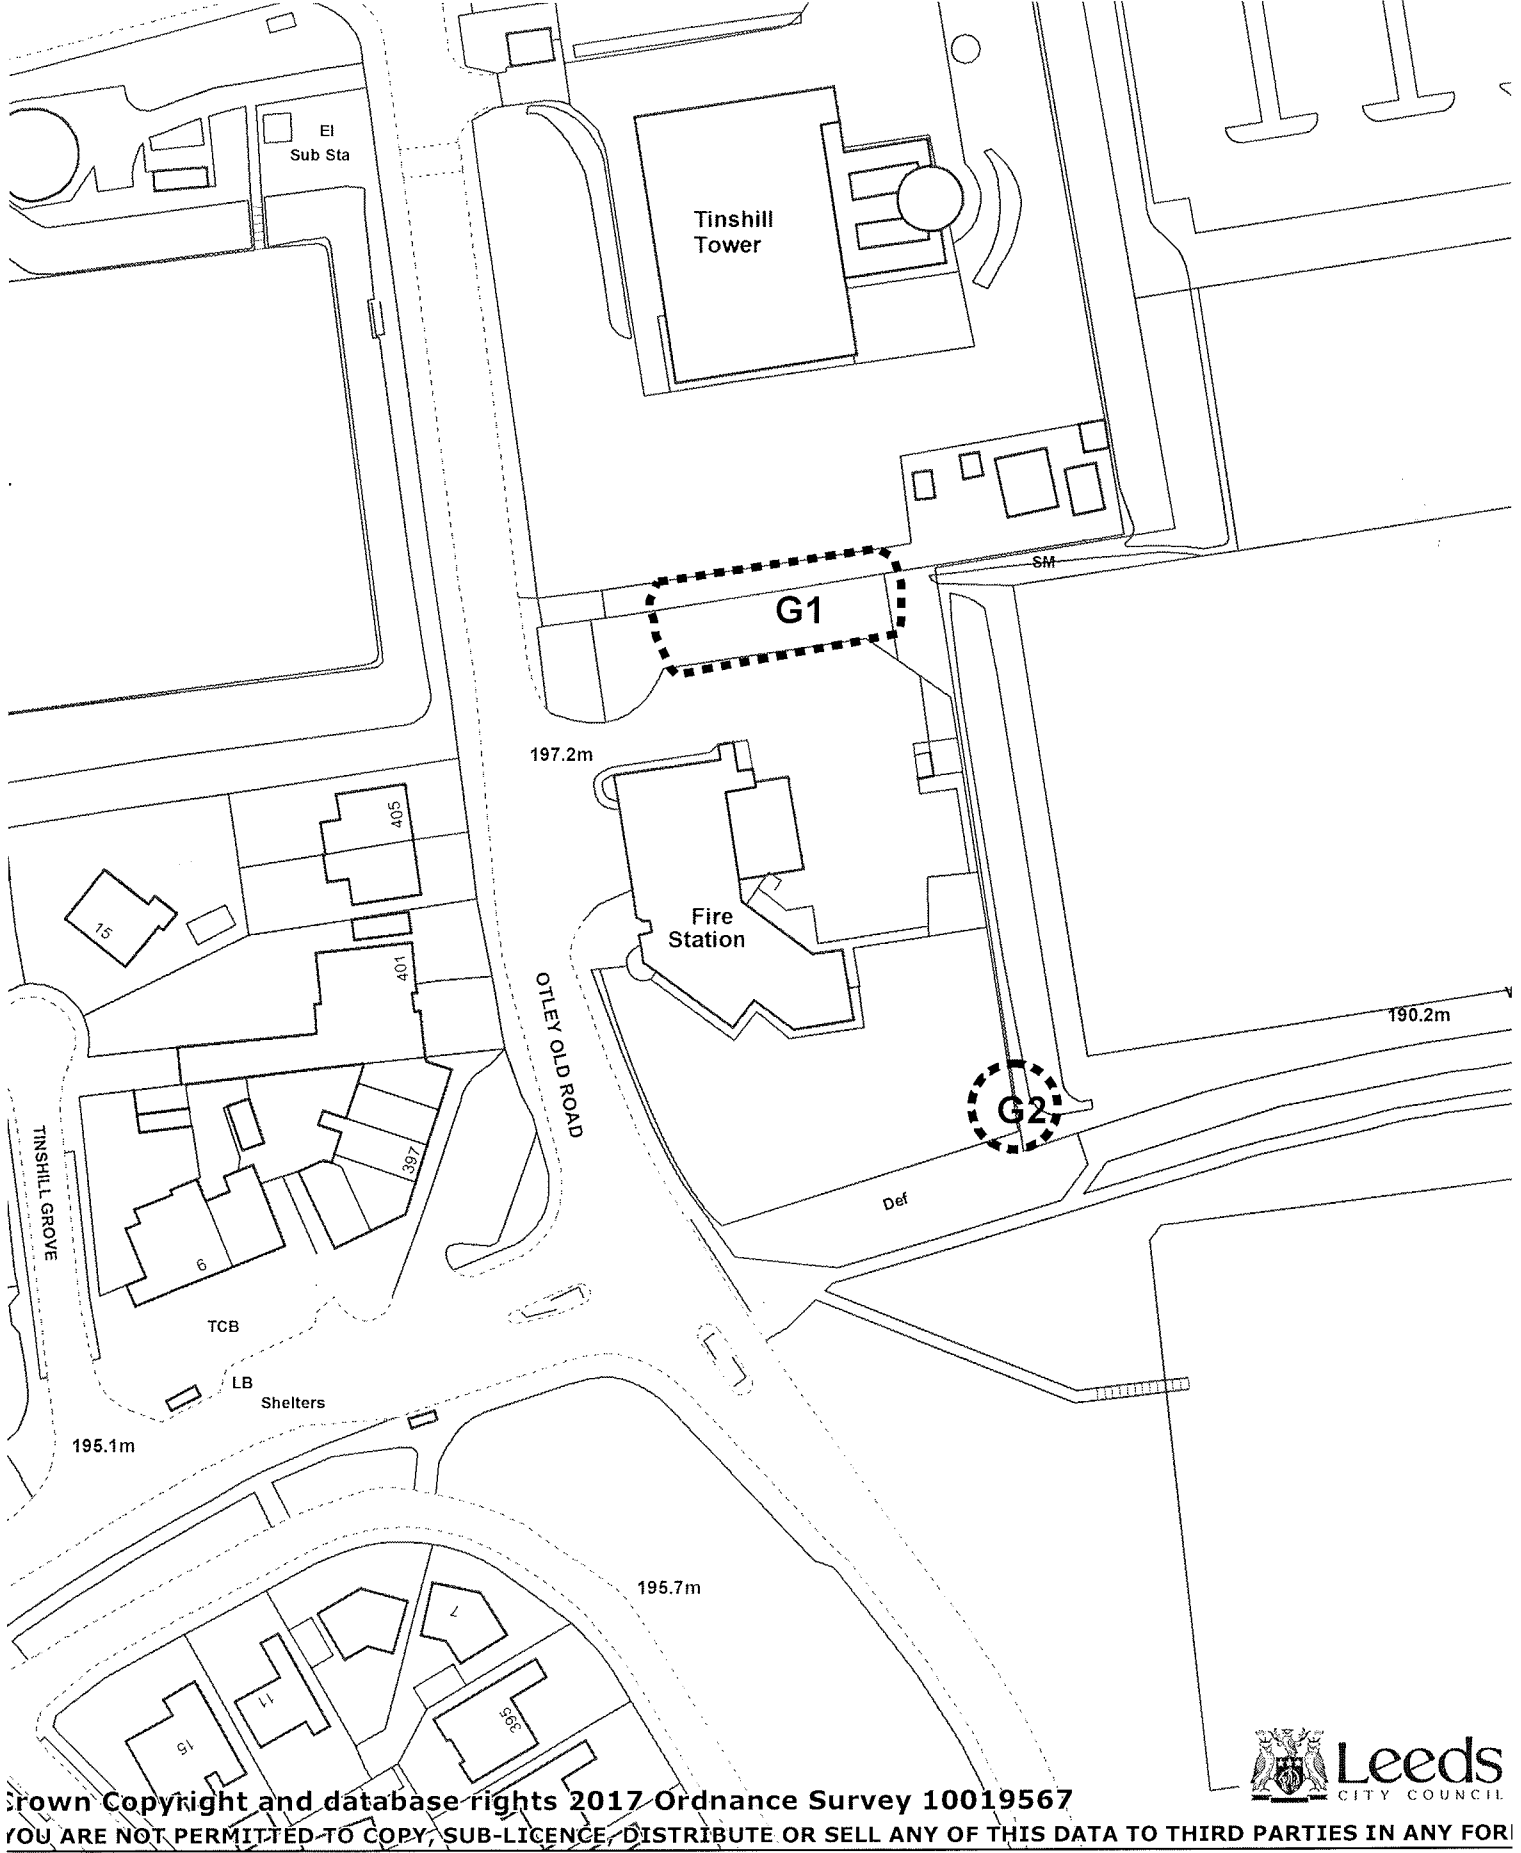 El
Sub Sta
Tinshill
Tower
SM
G1
197.2m
405
15
Fire
Station
401
OTLEY OLD ROAD
190.2m
G2
TINSHILL GROVE
397
Def
6
TCB
LB
Shelters
195.1m
195.7m
7
11
395
15
Leeds
CITY COUNCIL
Crown Copyright and database rights 2017 Ordnance Survey 10019567
YOU ARE NOT PERMITTED TO COPY, SUB-LICENCE, DISTRIBUTE OR SELL ANY OF THIS DATA TO THIRD PARTIES IN ANY FORM